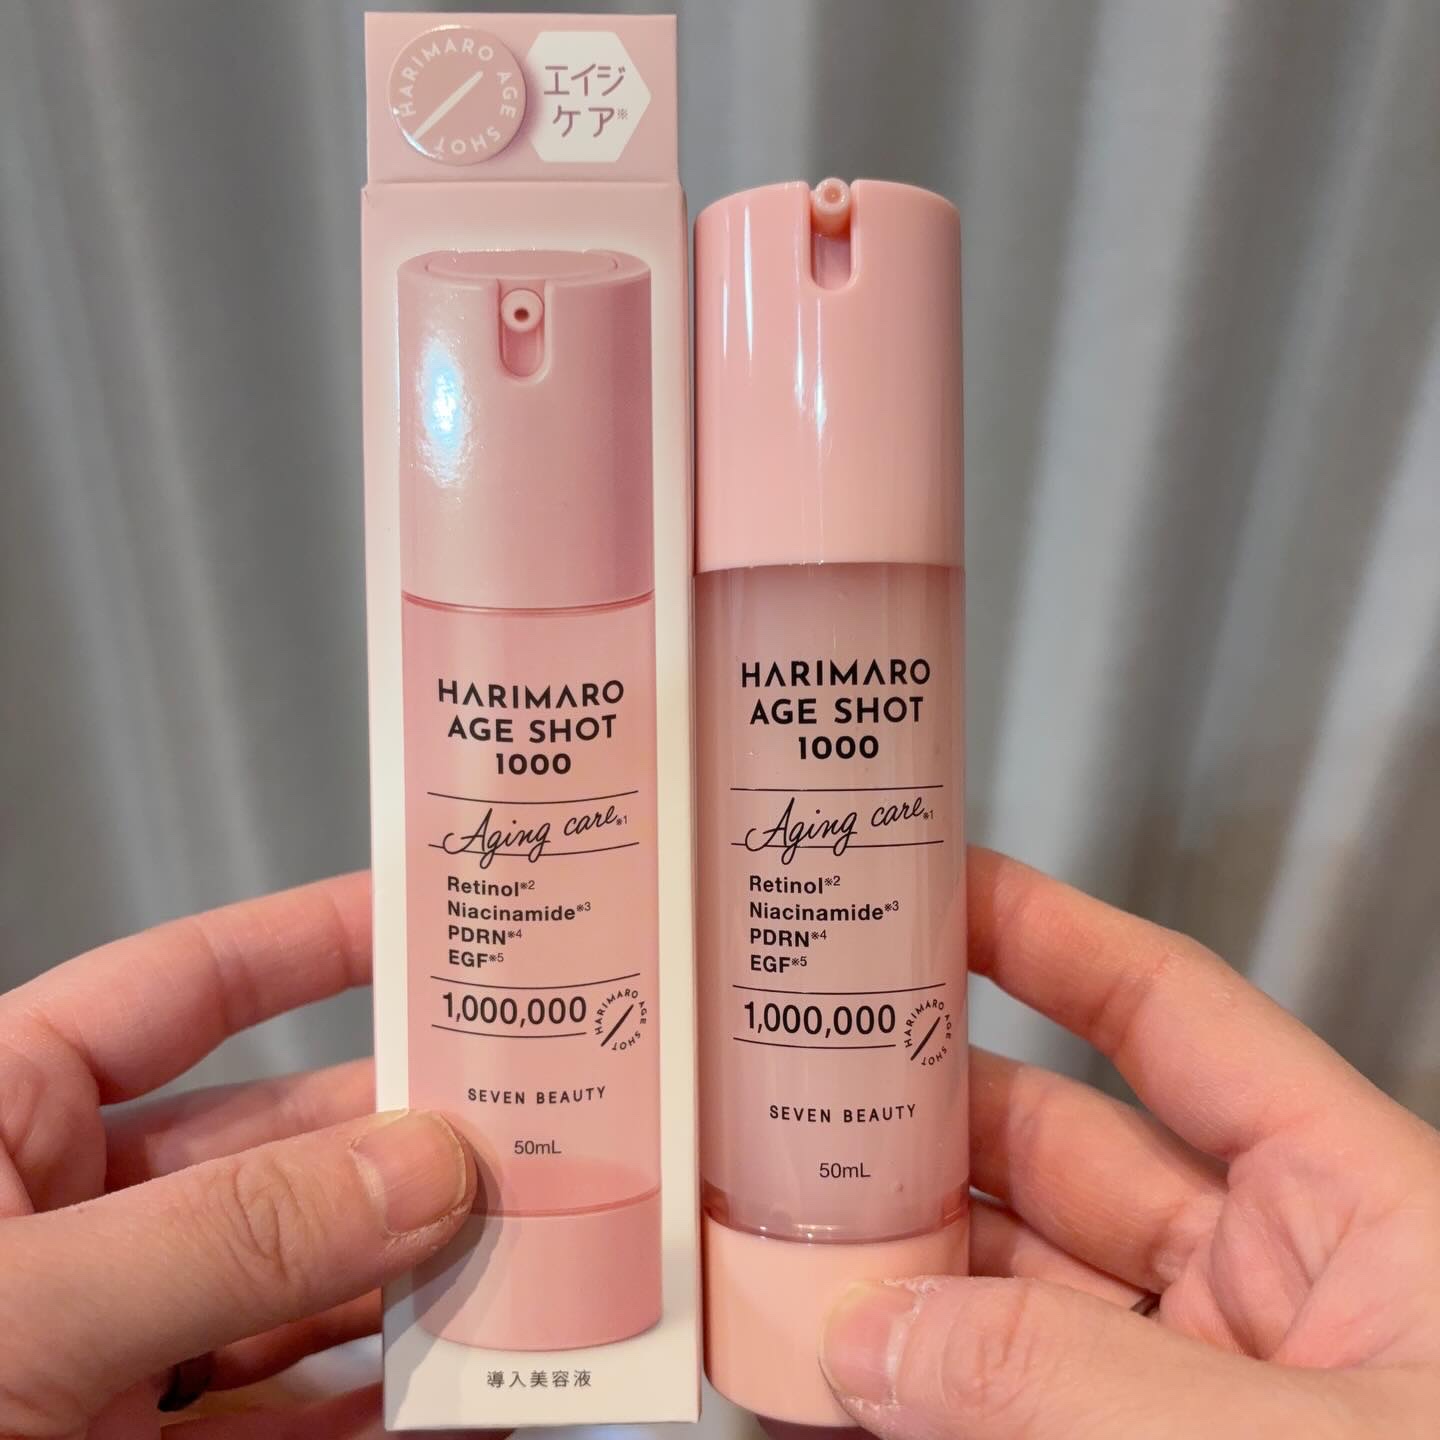 HARIMARO AGE SHOT
エイジ
ケア※
HARIMARO
AGE SHOT
1000
Aging care※1
Retinol※2
Niacinamide※3
PDRN※4
EGF※5
1,000,000
HARIMARO AGE SHOT
SEVEN BEAUTY
50mL
導入美容液
HARIMARO
AGE SHOT
1000
Aging care※1
Retinol※2
Niacinamide※3
PDRN※4
EGF※5
1,000,000
HARIMARO AGE SHOT
SEVEN BEAUTY
50mL